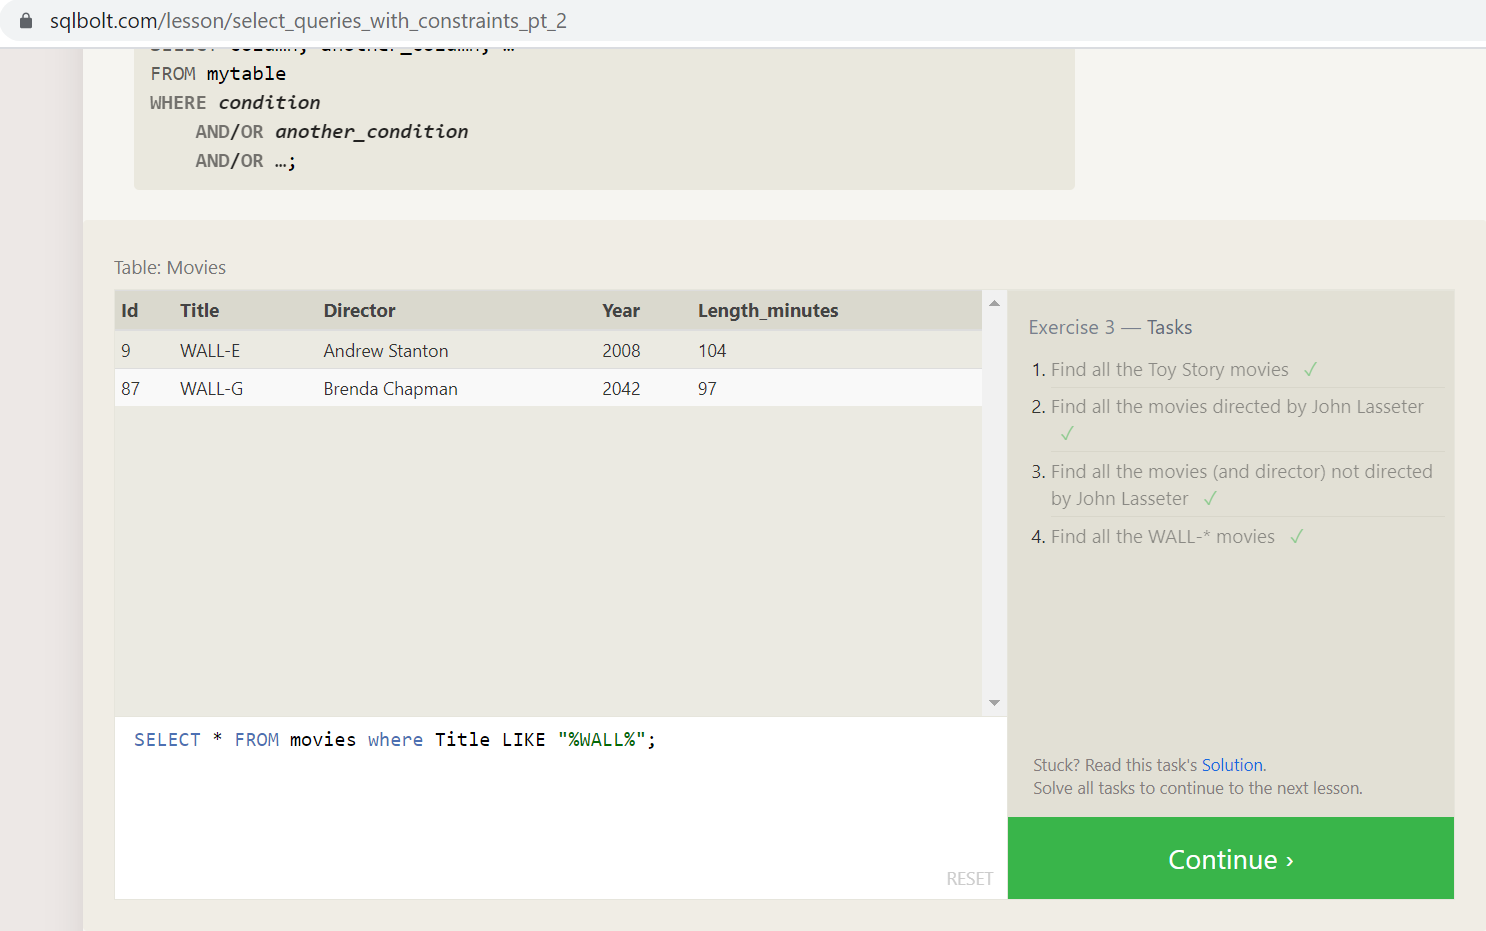 sqlbolt.com/lesson/select_queries_with_constraints_pt_2
SELECT column, another_column, …
FROM mytable
WHERE condition
AND/OR another_condition
AND/OR …;
Table: Movies
Id Title Director Year Length_minutes
9 WALL-E Andrew Stanton 2008 104
87 WALL-G Brenda Chapman 2042 97
SELECT * FROM movies where Title LIKE "%WALL%";
RESET
Exercise 3 — Tasks
1. Find all the Toy Story movies ✓
2. Find all the movies directed by John Lasseter
✓
3. Find all the movies (and director) not directed
by John Lasseter ✓
4. Find all the WALL-* movies ✓
Stuck? Read this task's Solution.
Solve all tasks to continue to the next lesson.
Continue ›